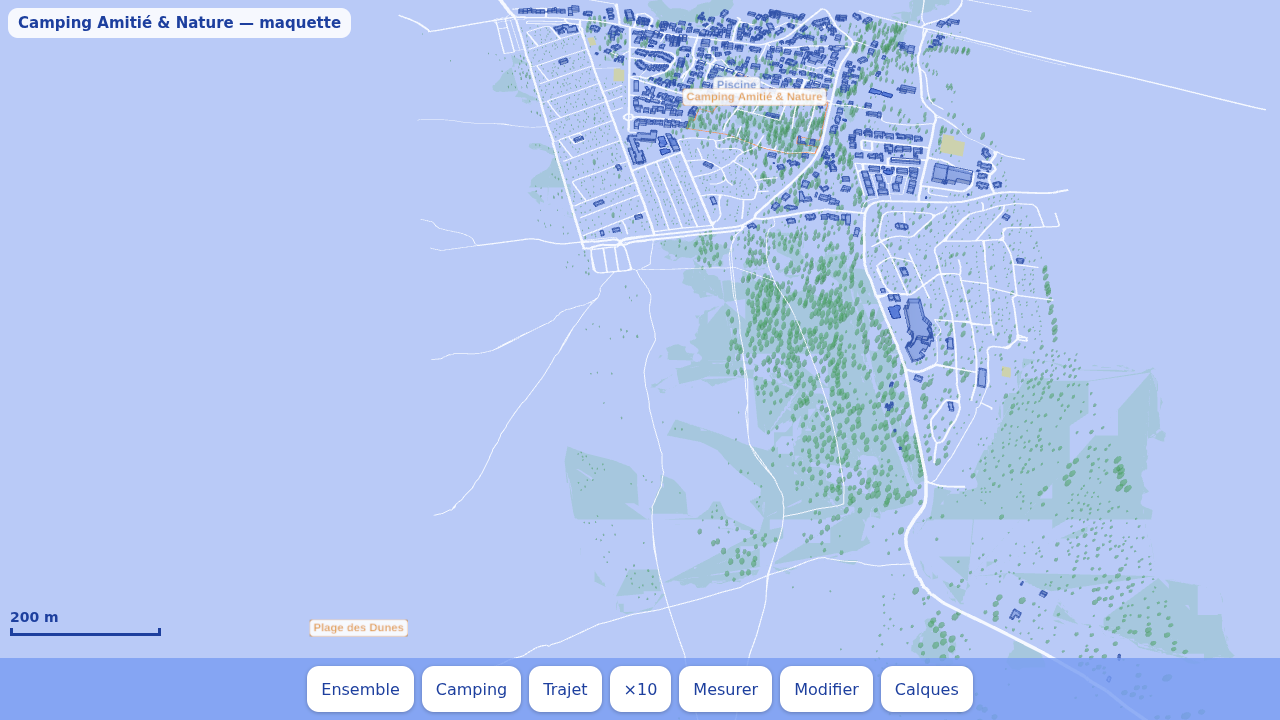 Camping Amitié & Nature — maquette
Piscine
Camping Amitié & Nature
200 m
Plage des Dunes
Ensemble
Camping
Trajet
×10
Mesurer
Modifier
Calques